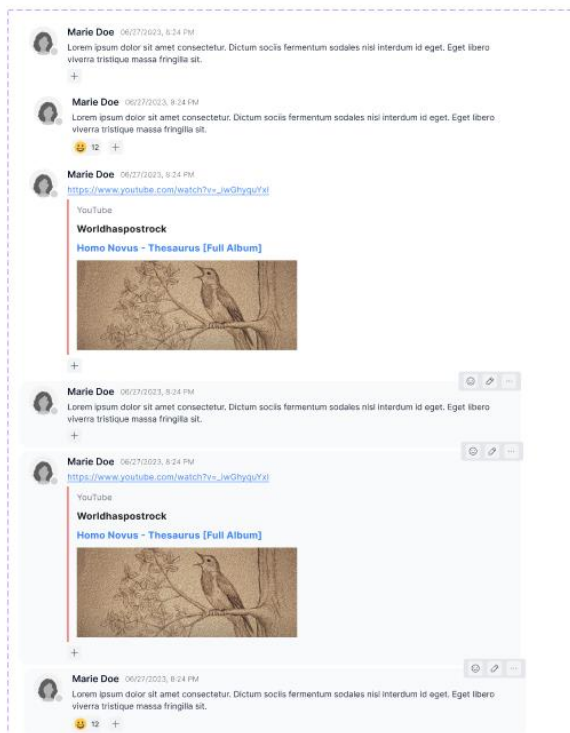 Marie Doe 06/27/2023, 8:24 PM
Lorem ipsum dolor sit amet consectetur. Dictum sociis fermentum sodales nisl interdum id eget. Eget libero
viverra tristique massa fringilla sit.
+
Marie Doe 06/27/2023, 8:24 PM
Lorem ipsum dolor sit amet consectetur. Dictum sociis fermentum sodales nisl interdum id eget. Eget libero
viverra tristique massa fringilla sit.
12 +
Marie Doe 06/27/2023, 8:24 PM
https://www.youtube.com/watch?v=_iwGhyquYxI
YouTube
Worldhaspostrock
Homo Novus - Thesaurus [Full Album]
+
Marie Doe 06/27/2023, 8:24 PM
Lorem ipsum dolor sit amet consectetur. Dictum sociis fermentum sodales nisl interdum id eget. Eget libero
viverra tristique massa fringilla sit.
+
Marie Doe 06/27/2023, 8:24 PM
https://www.youtube.com/watch?v=_iwGhyquYxI
YouTube
Worldhaspostrock
Homo Novus - Thesaurus [Full Album]
+
Marie Doe 06/27/2023, 8:24 PM
Lorem ipsum dolor sit amet consectetur. Dictum sociis fermentum sodales nisl interdum id eget. Eget libero
viverra tristique massa fringilla sit.
12 +